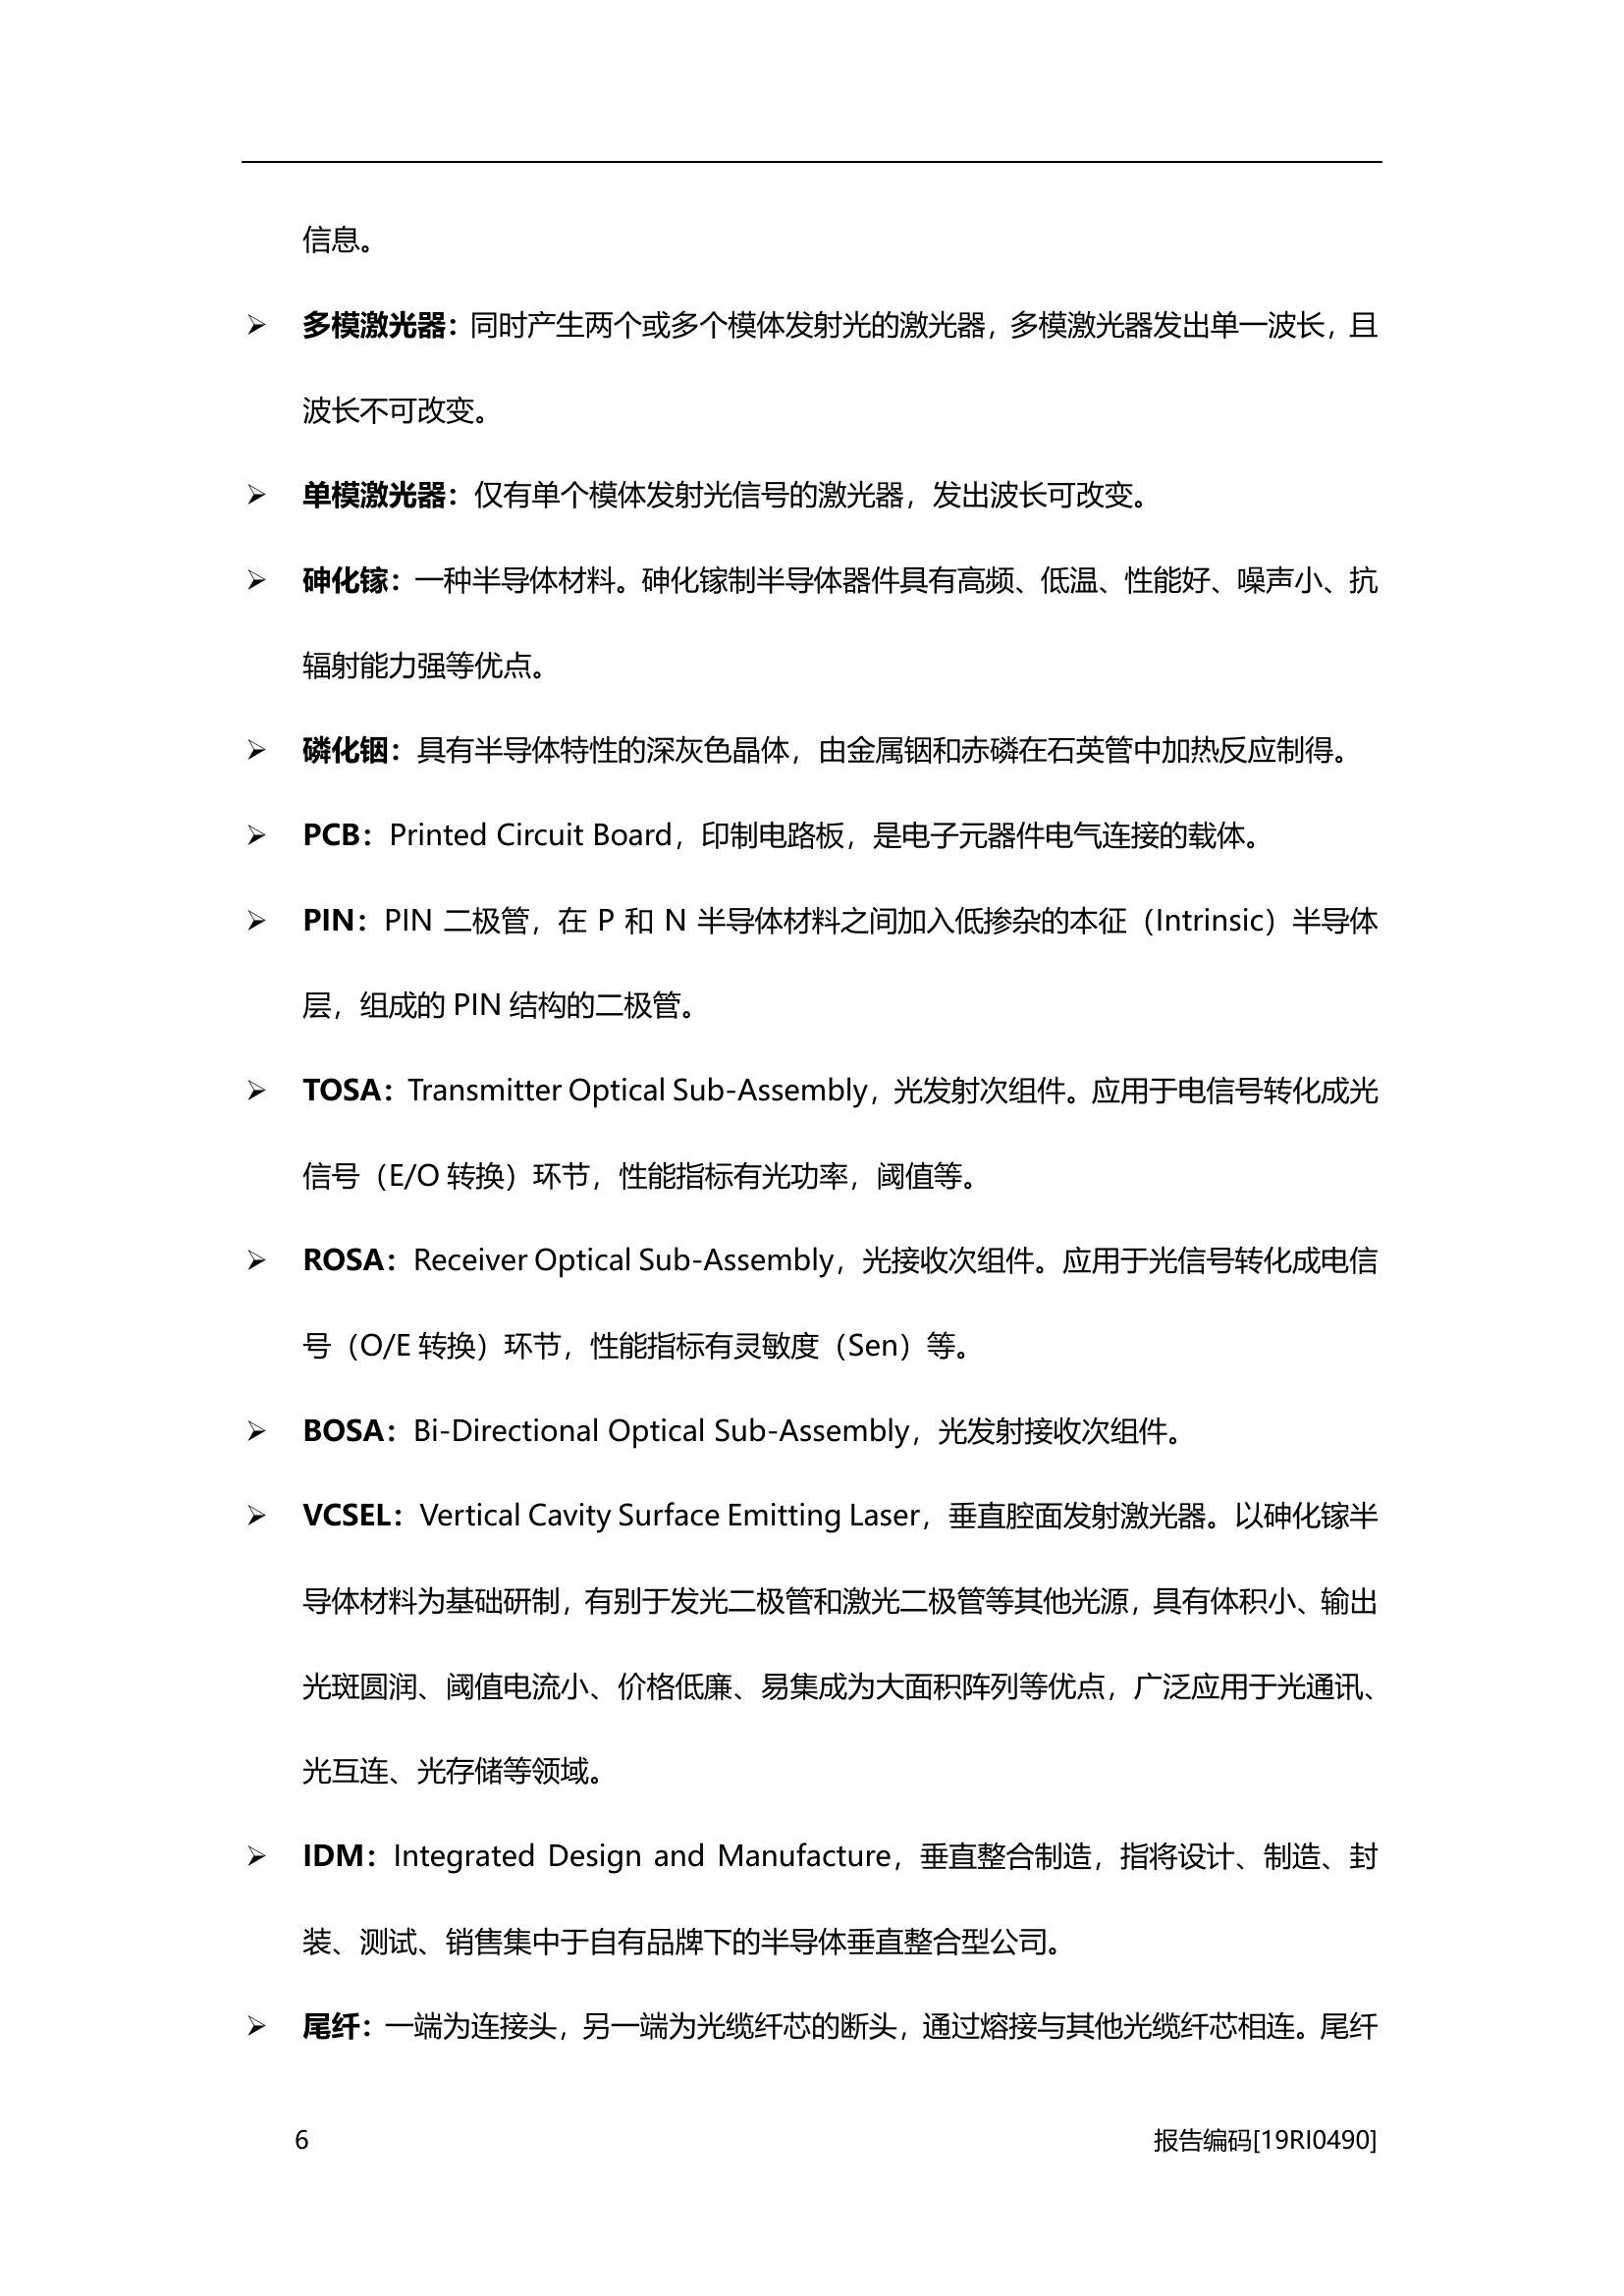 信息。
➢ 多模激光器：同时产生两个或多个模体发射光的激光器，多模激光器发出单一波长，且
波长不可改变。
➢ 单模激光器：仅有单个模体发射光信号的激光器，发出波长可改变。
➢ 砷化镓：一种半导体材料。砷化镓制半导体器件具有高频、低温、性能好、噪声小、抗
辐射能力强等优点。
➢ 磷化铟：具有半导体特性的深灰色晶体，由金属铟和赤磷在石英管中加热反应制得。
➢ PCB：Printed Circuit Board，印制电路板，是电子元器件电气连接的载体。
➢ PIN：PIN 二极管，在 P 和 N 半导体材料之间加入低掺杂的本征（Intrinsic）半导体
层，组成的 PIN 结构的二极管。
➢ TOSA：Transmitter Optical Sub-Assembly，光发射次组件。应用于电信号转化成光
信号（E/O 转换）环节，性能指标有光功率，阈值等。
➢ ROSA：Receiver Optical Sub-Assembly，光接收次组件。应用于光信号转化成电信
号（O/E 转换）环节，性能指标有灵敏度（Sen）等。
➢ BOSA：Bi-Directional Optical Sub-Assembly，光发射接收次组件。
➢ VCSEL：Vertical Cavity Surface Emitting Laser，垂直腔面发射激光器。以砷化镓半
导体材料为基础研制，有别于发光二极管和激光二极管等其他光源，具有体积小、输出
光斑圆润、阈值电流小、价格低廉、易集成为大面积阵列等优点，广泛应用于光通讯、
光互连、光存储等领域。
➢ IDM：Integrated Design and Manufacture，垂直整合制造，指将设计、制造、封
装、测试、销售集中于自有品牌下的半导体垂直整合型公司。
➢ 尾纤：一端为连接头，另一端为光缆纤芯的断头，通过熔接与其他光缆纤芯相连。尾纤
6 报告编码[19RI0490]